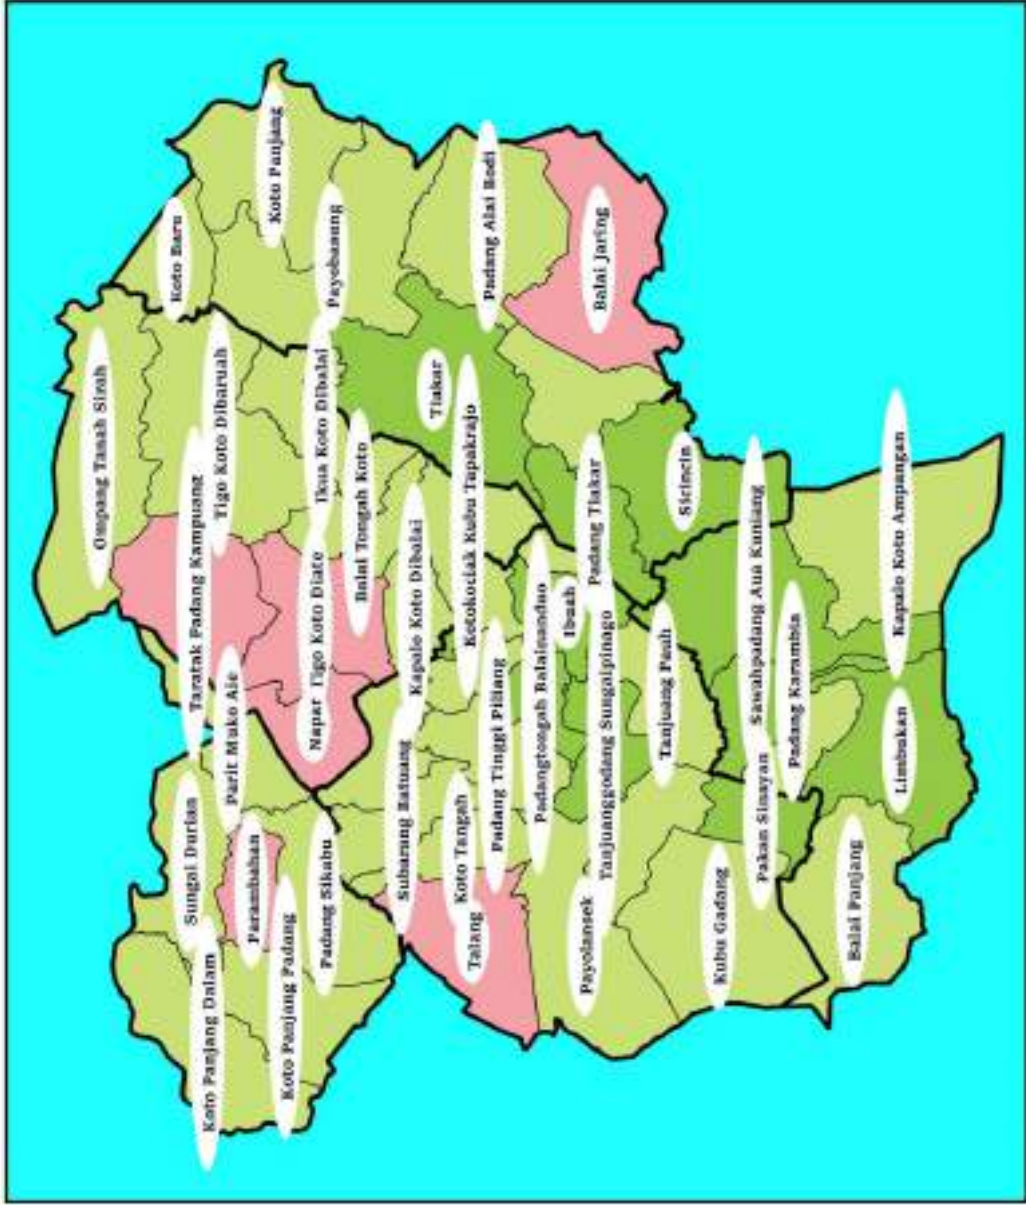 Ompang Tanah Sirah
Koto Baru
Koto Panjang
Taratak Padang Kampuang
Tigo Koto Dibaruah
Payobasung
Parit Muko Aie
Sungai Durian
Koto Panjang Dalam
Parambahan
Koto Panjang Padang
Padang Sikabu
Napar Tigo Koto Diate
Ikua Koto Dibalai
Balai Tongah Koto
Subarang Batuang
Kapalo Koto Dibalai
Tiakar
Padang Alai Bodi
Talang
Koto Tangah
Kotokociak Kubu Tapakrajo
Padang Tinggi Piliang
Padangtongah Balainanduo
Ibuah
Payolansek
Tanjuanggodang Sungaipinago
Padang Tiakar
Balai Jaring
Tanjuang Pauh
Sicincin
Kubu Gadang
Pakan Sinayan
Sawahpadang Aua Kuniang
Padang Karambia
Balai Panjang
Limbukan
Kapalo Koto Ampangan